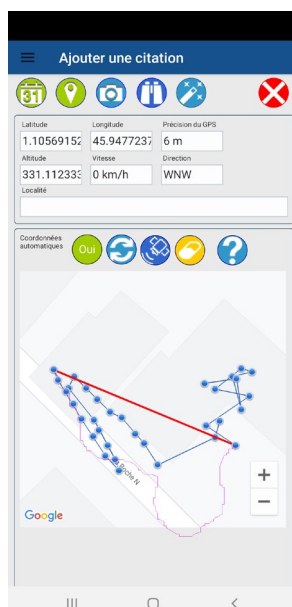 Ajouter une citation
31
Latitude Longitude Précision du GPS
1.10569152 45.9477237 6 m
Altitude Vitesse Direction
331.112333 0 km/h WNW
Localité
Coordonnées
automatiques
Oui
?
Roche N
+
−
Google